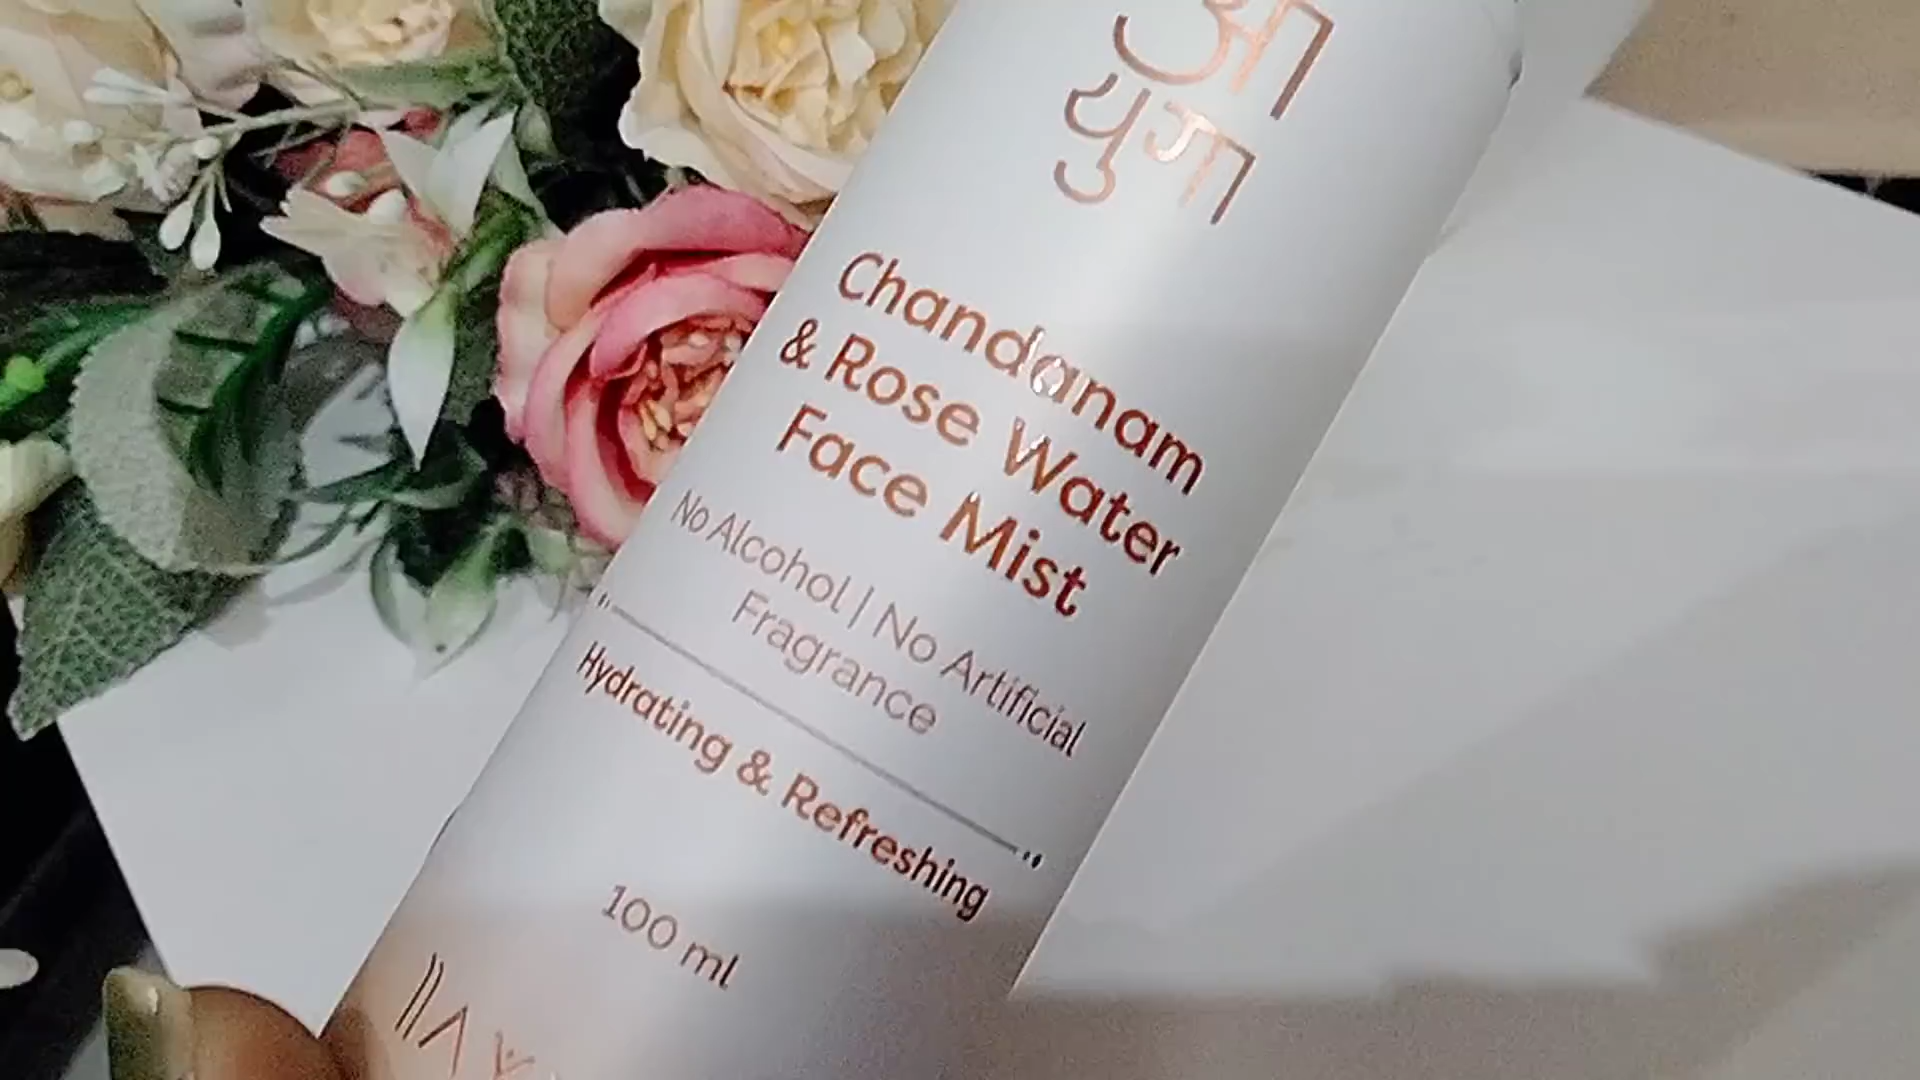 आ
युगा
Chandanam
& Rose Water
Face Mist
No Alcohol | No Artificial
Fragrance
Hydrating & Refreshing
100 ml